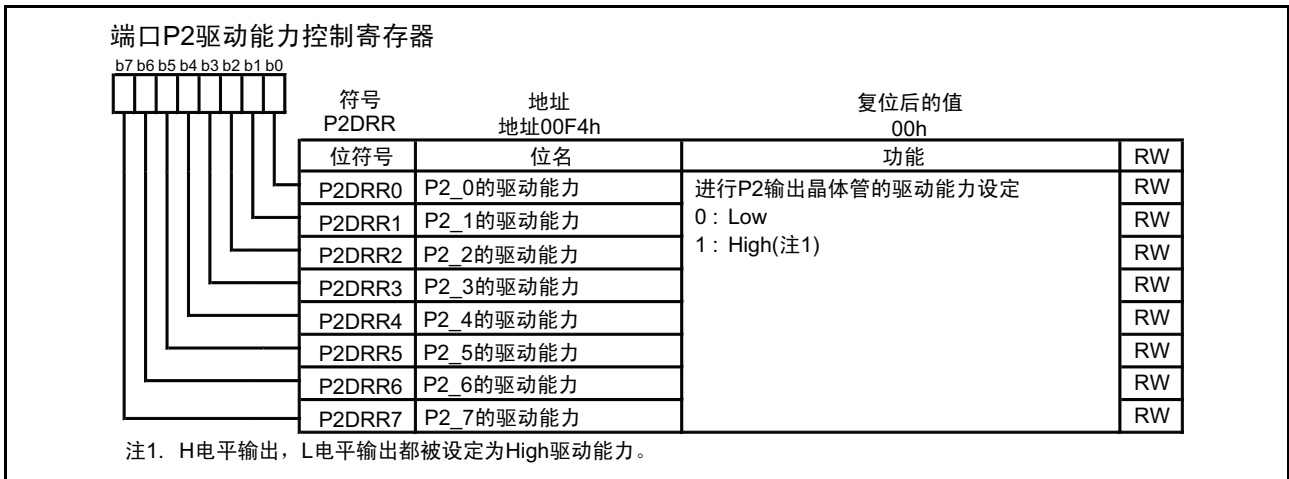 端口P2驱动能力控制寄存器
b7 b6 b5 b4 b3 b2 b1 b0
符号 地址 复位后的值
P2DRR 地址00F4h 00h
位符号 位名 功能 RW
P2DRR0 P2_0的驱动能力 进行P2输出晶体管的驱动能力设定 RW
P2DRR1 P2_1的驱动能力 0：Low RW
P2DRR2 P2_2的驱动能力 1：High(注1) RW
P2DRR3 P2_3的驱动能力 RW
P2DRR4 P2_4的驱动能力 RW
P2DRR5 P2_5的驱动能力 RW
P2DRR6 P2_6的驱动能力 RW
P2DRR7 P2_7的驱动能力 RW
注1. H电平输出，L电平输出都被设定为High驱动能力。